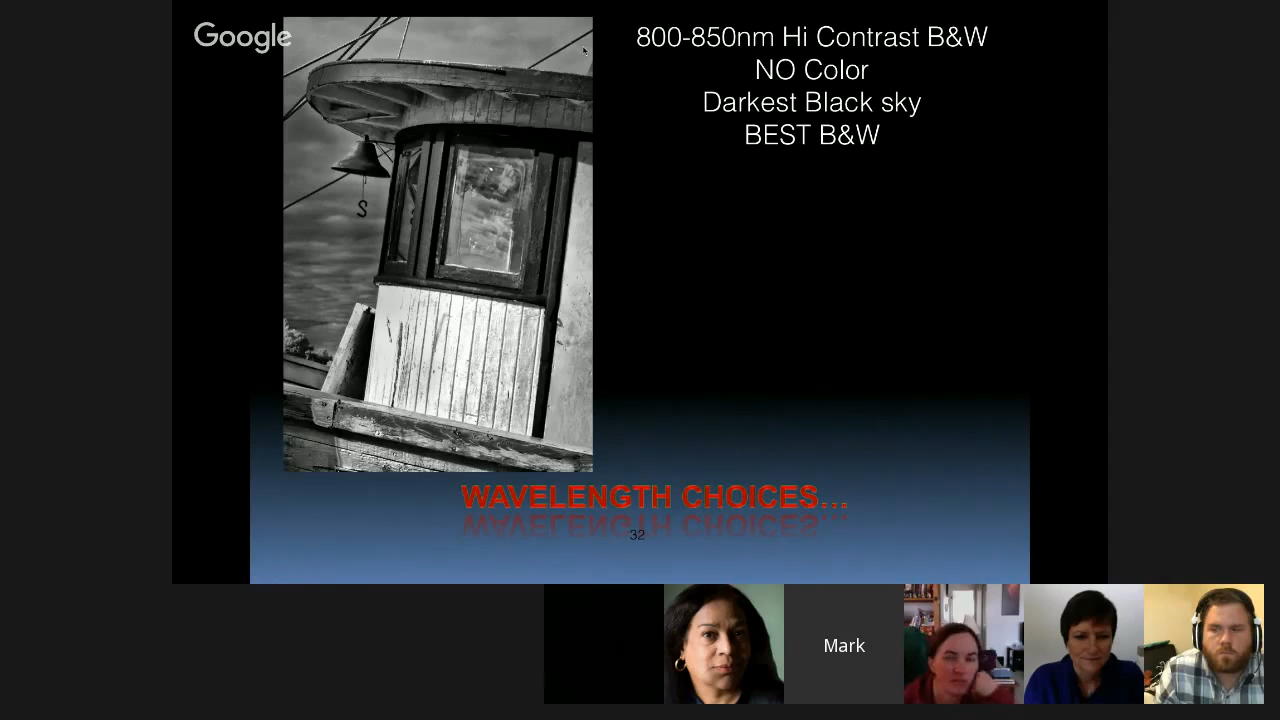 Google
800-850nm Hi Contrast B&W
NO Color
Darkest Black sky
BEST B&W
WAVELENGTH CHOICES...
32
Mark